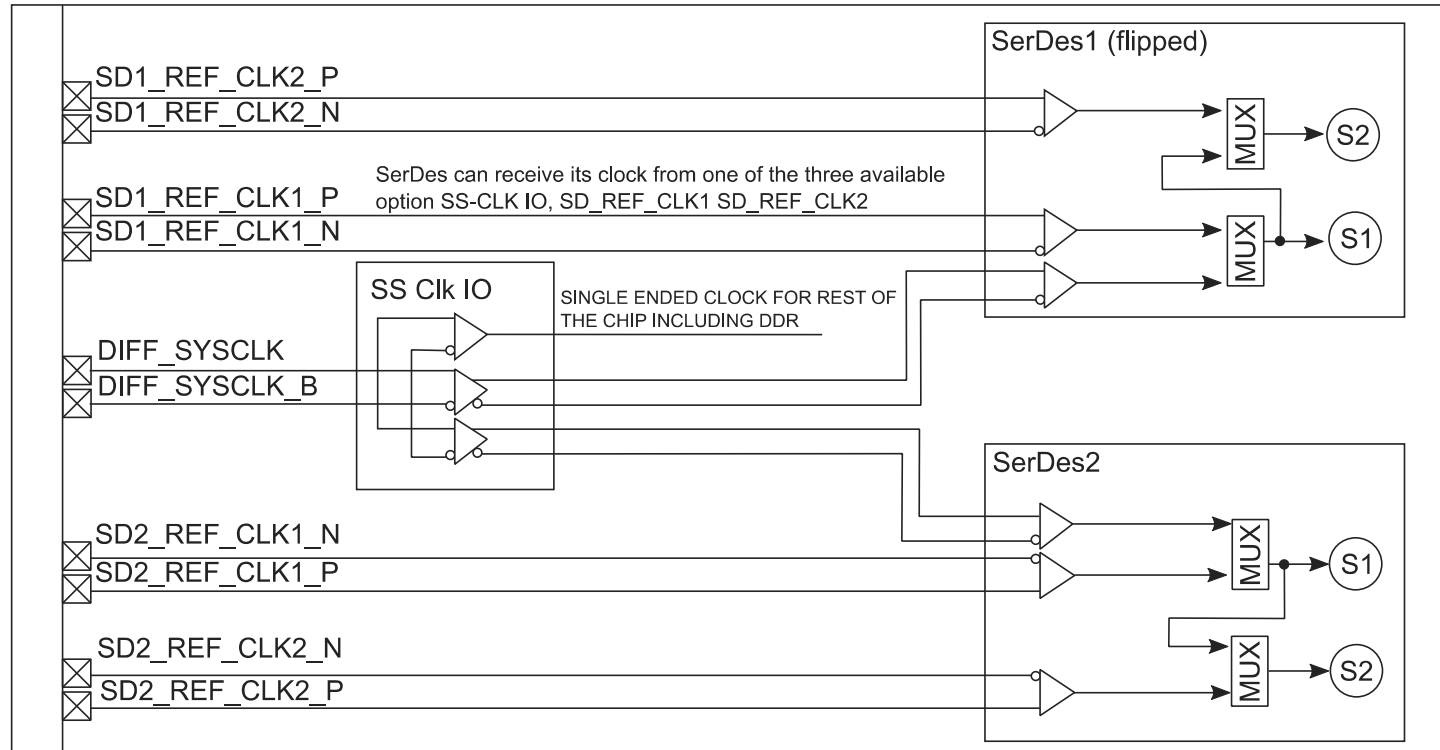 SerDes1 (flipped)
SD1_REF_CLK2_P
SD1_REF_CLK2_N
MUX
S2
SerDes can receive its clock from one of the three available
option SS-CLK IO, SD_REF_CLK1 SD_REF_CLK2
SD1_REF_CLK1_P
SD1_REF_CLK1_N
MUX
S1
SS Clk IO
SINGLE ENDED CLOCK FOR REST OF
THE CHIP INCLUDING DDR
DIFF_SYSCLK
DIFF_SYSCLK_B
SerDes2
SD2_REF_CLK1_N
SD2_REF_CLK1_P
MUX
S1
SD2_REF_CLK2_N
SD2_REF_CLK2_P
MUX
S2